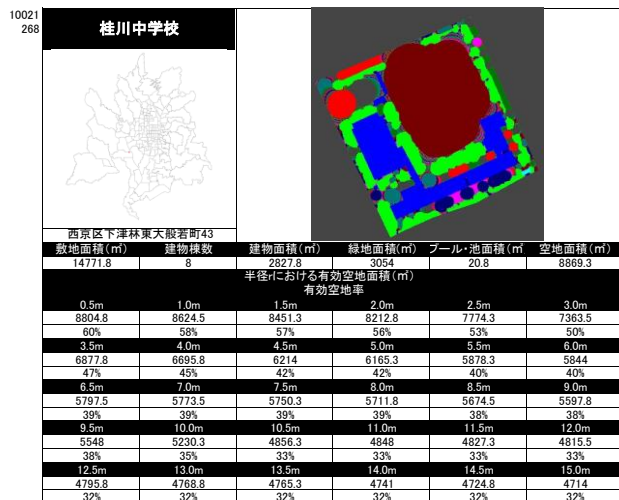 10021
268
桂川中学校
西京区下津林東大般若町43
敷地面積(㎡) 建物棟数 建物面積(㎡) 緑地面積(㎡) プール・池面積(㎡ 空地面積(㎡)
14771.8 8 2827.8 3054 20.8 8869.3
半径rにおける有効空地面積(㎡)
有効空地率
0.5m 1.0m 1.5m 2.0m 2.5m 3.0m
8804.8 8624.5 8451.3 8212.8 7774.3 7363.5
60% 58% 57% 56% 53% 50%
3.5m 4.0m 4.5m 5.0m 5.5m 6.0m
6877.8 6695.8 6214 6165.3 5878.3 5844
47% 45% 42% 42% 40% 40%
6.5m 7.0m 7.5m 8.0m 8.5m 9.0m
5797.5 5773.5 5750.3 5711.8 5674.5 5597.8
39% 39% 39% 39% 38% 38%
9.5m 10.0m 10.5m 11.0m 11.5m 12.0m
5548 5230.3 4856.3 4848 4827.3 4815.5
38% 35% 33% 33% 33% 33%
12.5m 13.0m 13.5m 14.0m 14.5m 15.0m
4795.8 4768.8 4765.3 4741 4724.8 4714
32% 32% 32% 32% 32% 32%